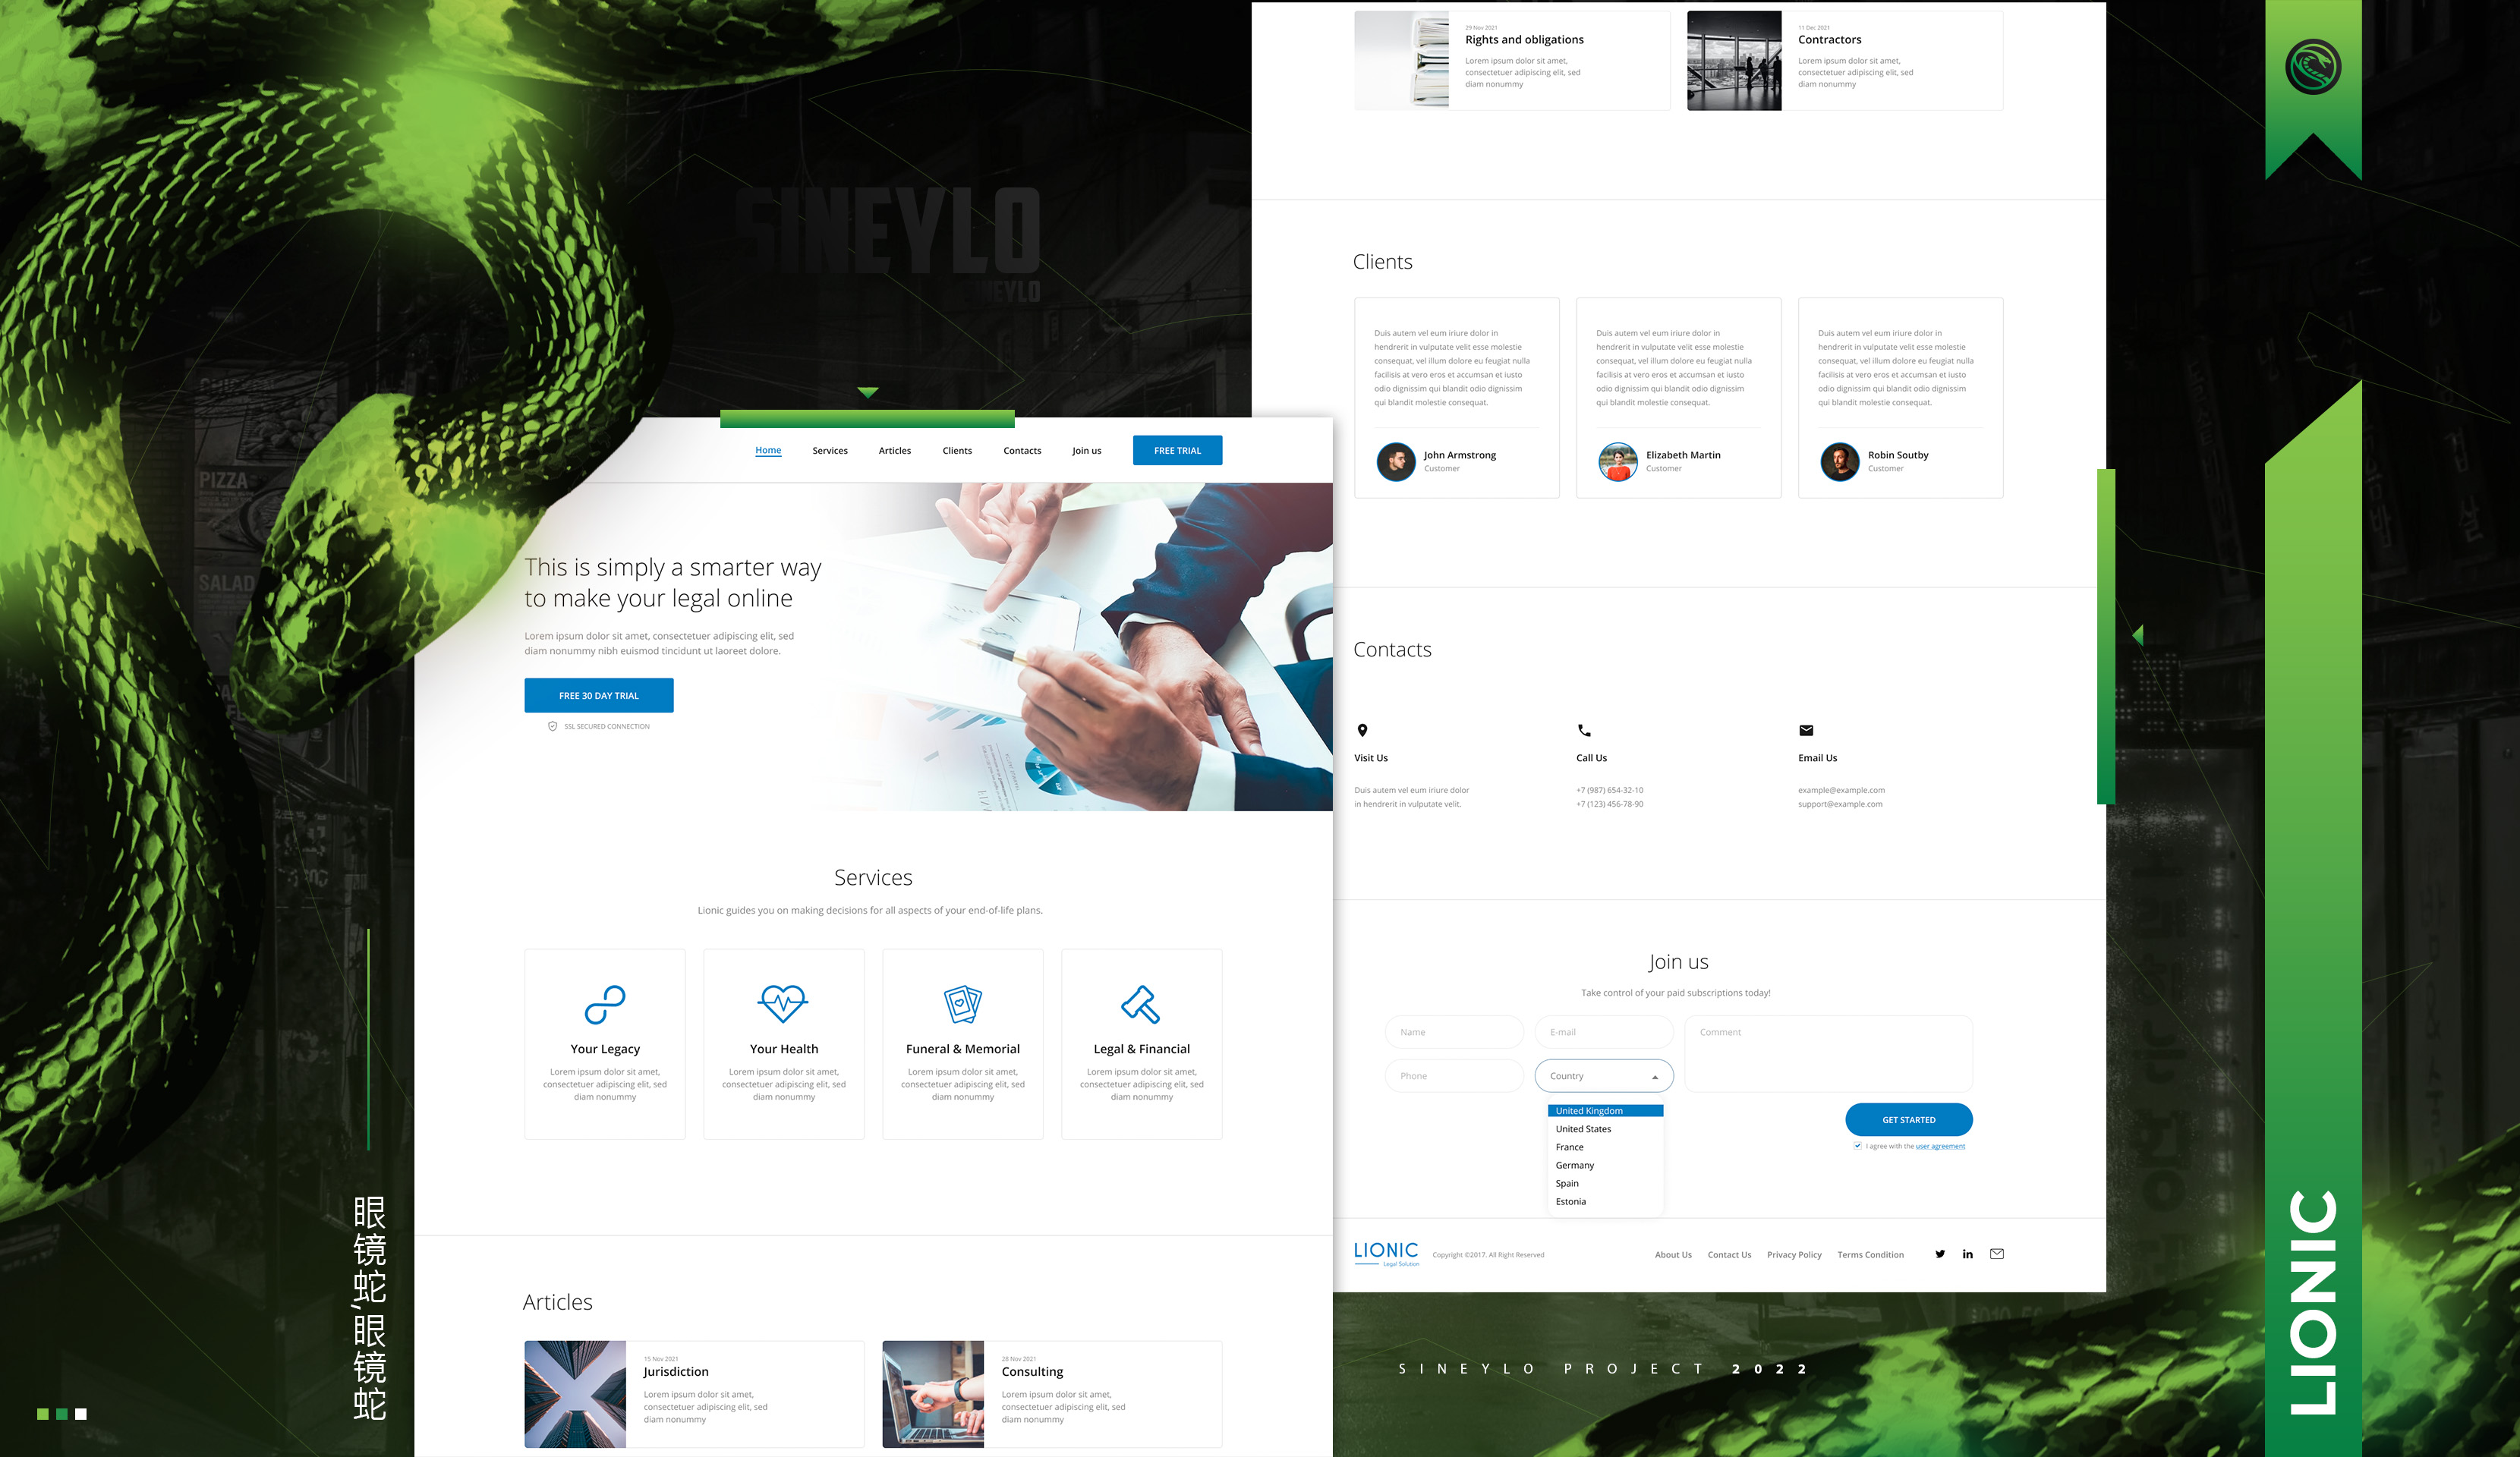 SINEYLO
CHICKEN
PIZZA
SALAD
Home
Services
Articles
Clients
Contacts
Join us
FREE TRIAL
This is simply a smarter way
to make your legal online
Lorem ipsum dolor sit amet, consectetuer adipiscing elit, sed
diam nonummy nibh euismod tincidunt ut laoreet dolore.
FREE 30 DAY TRIAL
SSL SECURED CONNECTION
Services
Lionic guides you on making decisions for all aspects of your end-of-life plans.
Your Legacy
Lorem ipsum dolor sit amet,
consectetuer adipiscing elit, sed
diam nonummy
Your Health
Lorem ipsum dolor sit amet,
consectetuer adipiscing elit, sed
diam nonummy
Funeral & Memorial
Lorem ipsum dolor sit amet,
consectetuer adipiscing elit, sed
diam nonummy
Legal & Financial
Lorem ipsum dolor sit amet,
consectetuer adipiscing elit, sed
diam nonummy
Articles
15 Nov 2021
Jurisdiction
Lorem ipsum dolor sit amet,
consectetuer adipiscing elit, sed
diam nonummy
28 Nov 2021
Consulting
Lorem ipsum dolor sit amet,
consectetuer adipiscing elit, sed
diam nonummy
29 Nov 2021
Rights and obligations
Lorem ipsum dolor sit amet,
consectetuer adipiscing elit, sed
diam nonummy
11 Dec 2021
Contractors
Lorem ipsum dolor sit amet,
consectetuer adipiscing elit, sed
diam nonummy
Clients
Duis autem vel eum iriure dolor in
hendrerit in vulputate velit esse molestie
consequat, vel illum dolore eu feugiat nulla
facilisis at vero eros et accumsan et iusto
odio dignissim qui blandit odio dignissim
qui blandit molestie consequat.
John Armstrong
Customer
Duis autem vel eum iriure dolor in
hendrerit in vulputate velit esse molestie
consequat, vel illum dolore eu feugiat nulla
facilisis at vero eros et accumsan et iusto
odio dignissim qui blandit odio dignissim
qui blandit molestie consequat.
Elizabeth Martin
Customer
Duis autem vel eum iriure dolor in
hendrerit in vulputate velit esse molestie
consequat, vel illum dolore eu feugiat nulla
facilisis at vero eros et accumsan et iusto
odio dignissim qui blandit odio dignissim
qui blandit molestie consequat.
Robin Soutby
Customer
Contacts
Visit Us
Duis autem vel eum iriure dolor
in hendrerit in vulputate velit.
Call Us
+7 (987) 654-32-10
+7 (123) 456-78-90
Email Us
example@example.com
support@example.com
Join us
Take control of your paid subscriptions today!
Name
E-mail
Comment
Phone
Country
United Kingdom
United States
France
Germany
Spain
Estonia
GET STARTED
I agree with the user agreement
LIONIC
Legal Solution
Copyright ©2017. All Right Reserved
About Us
Contact Us
Privacy Policy
Terms Condition
SINEYLO PROJECT 2022
眼镜蛇,眼镜蛇
LIONIC